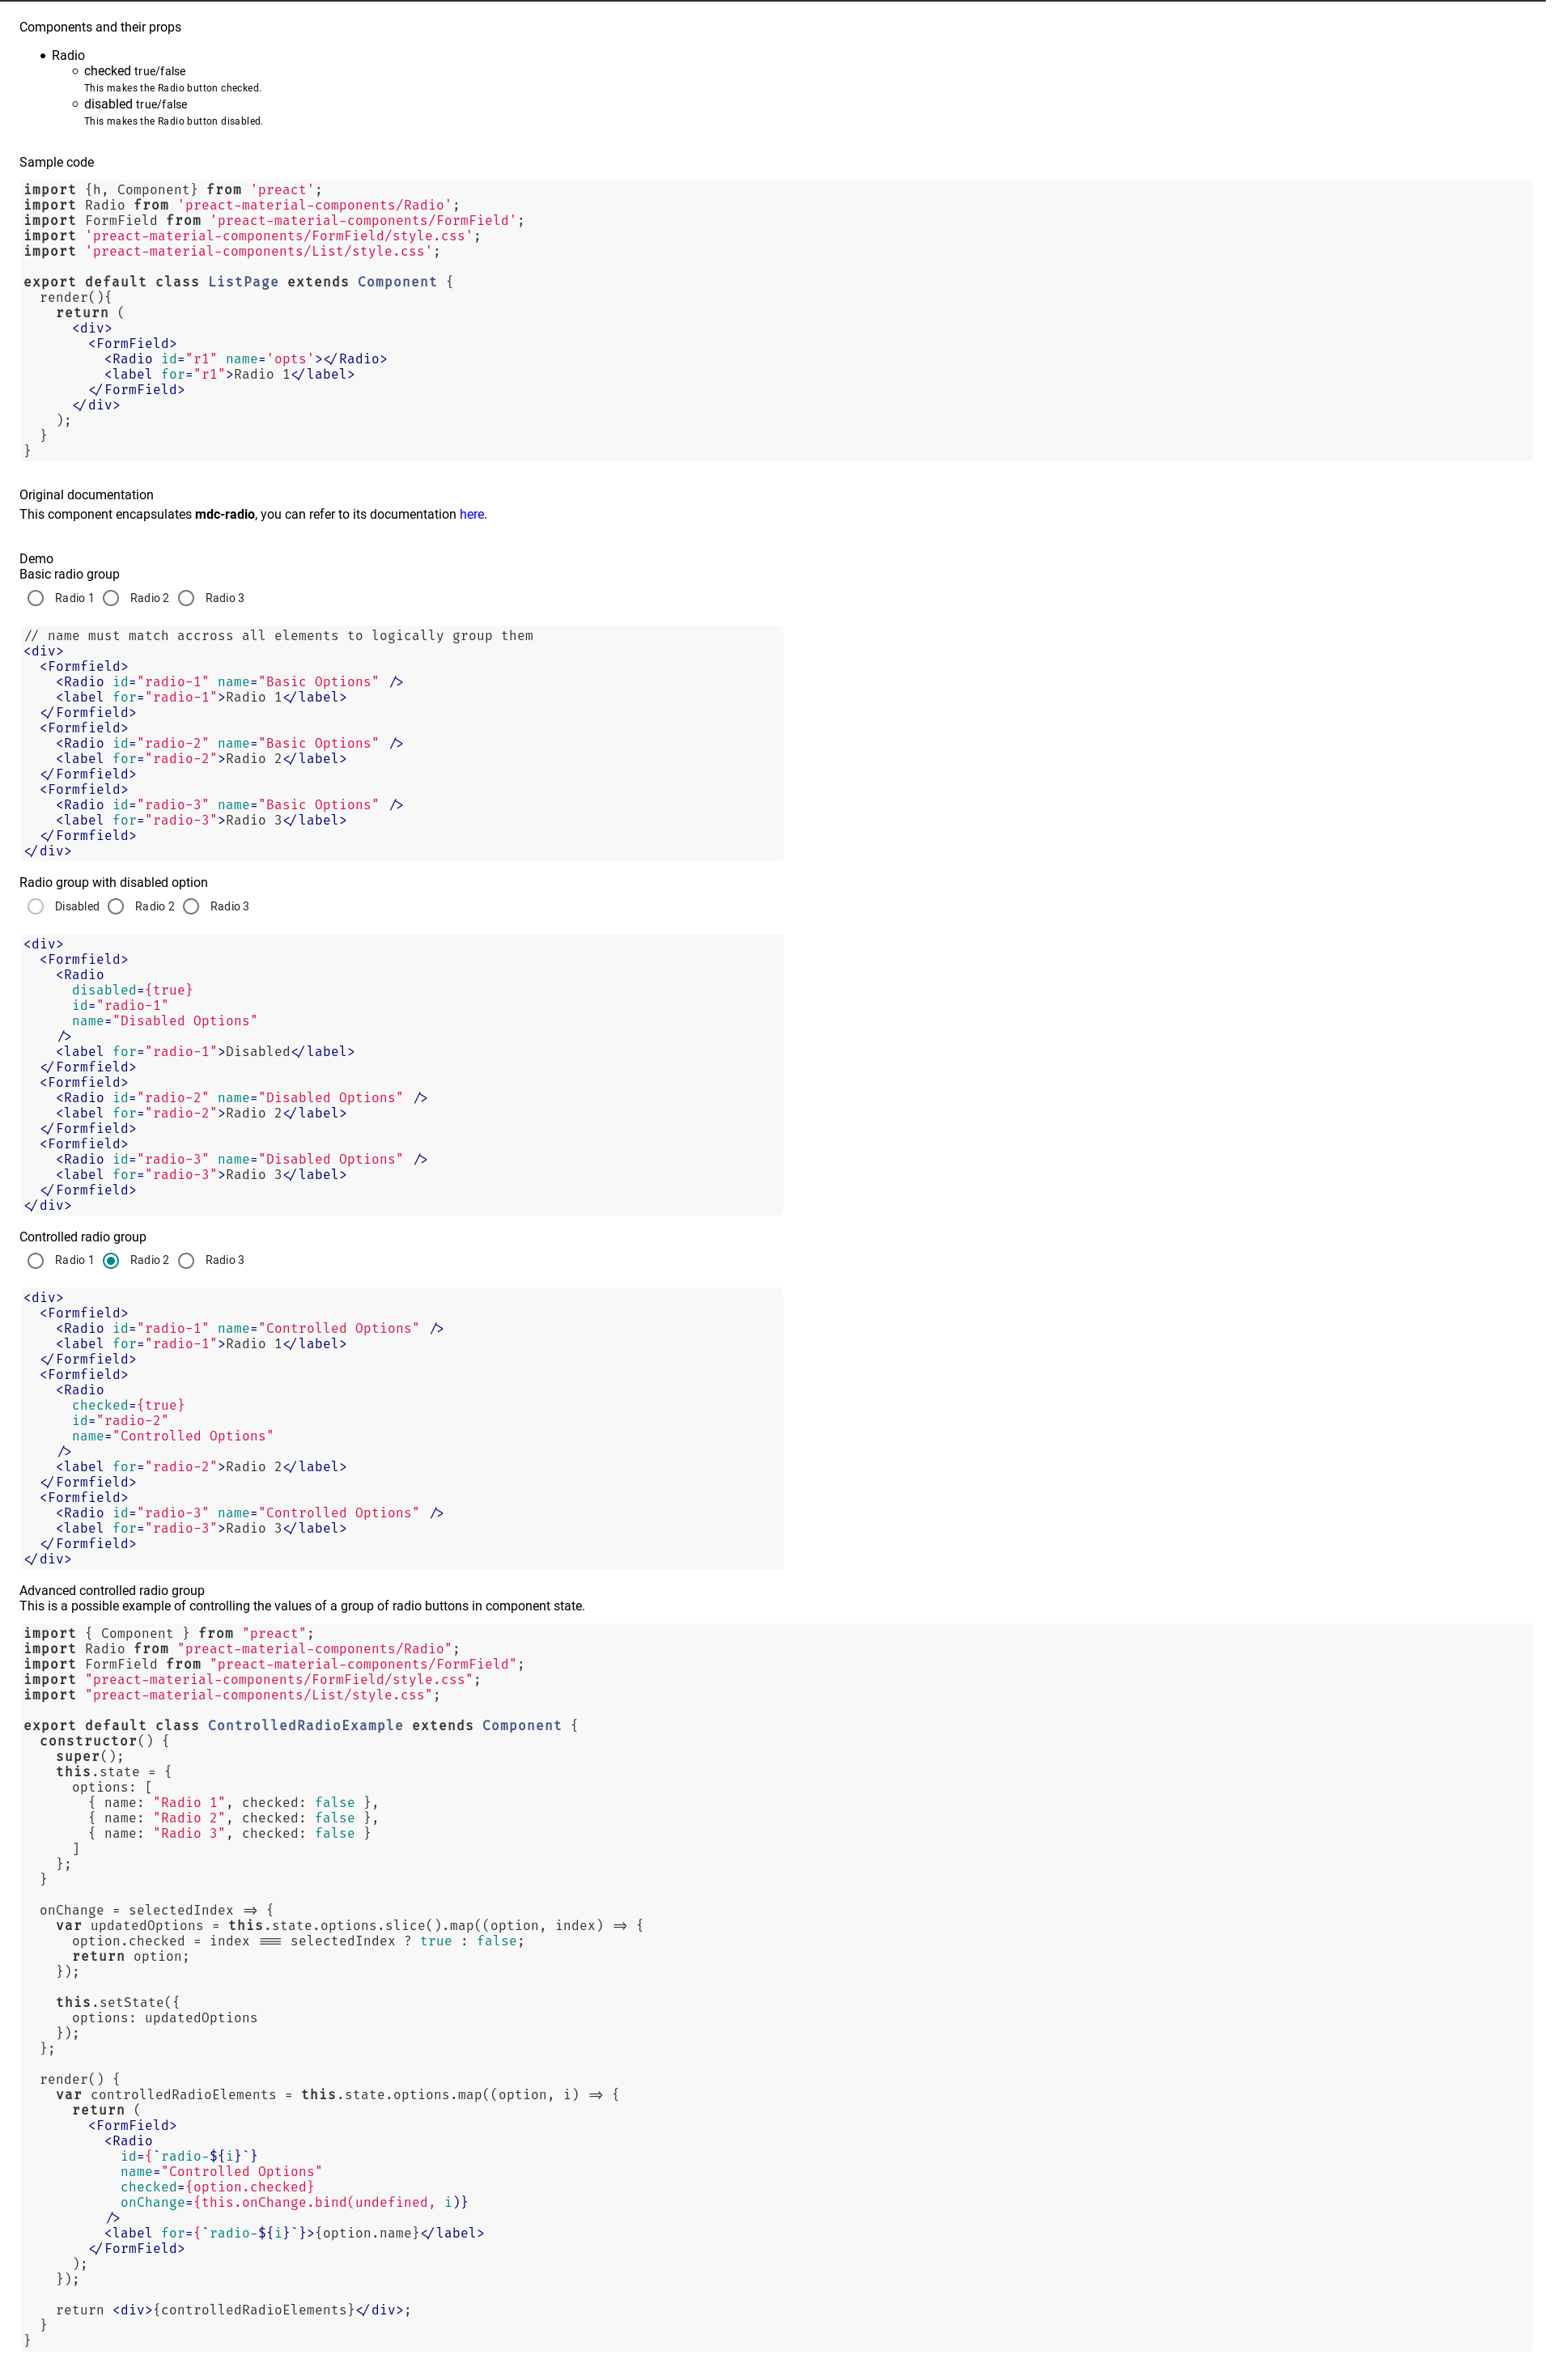 Components and their props
Radio
checked true/false
This makes the Radio button checked.
disabled true/false
This makes the Radio button disabled.
Sample code
import {h, Component} from 'preact';
import Radio from 'preact-material-components/Radio';
import FormField from 'preact-material-components/FormField';
import 'preact-material-components/FormField/style.css';
import 'preact-material-components/List/style.css';
export default class ListPage extends Component {
  render(){
    return (
      <div>
        <FormField>
          <Radio id="r1" name='opts'></Radio>
          <label for="r1">Radio 1</label>
        </FormField>
      </div>
    );
  }
}
Original documentation
This component encapsulates mdc-radio, you can refer to its documentation here.
Demo
Basic radio group
Radio 1 Radio 2 Radio 3
// name must match accross all elements to logically group them
<div>
  <Formfield>
    <Radio id="radio-1" name="Basic Options" />
    <label for="radio-1">Radio 1</label>
  </Formfield>
  <Formfield>
    <Radio id="radio-2" name="Basic Options" />
    <label for="radio-2">Radio 2</label>
  </Formfield>
  <Formfield>
    <Radio id="radio-3" name="Basic Options" />
    <label for="radio-3">Radio 3</label>
  </Formfield>
</div>
Radio group with disabled option
Disabled Radio 2 Radio 3
<div>
  <Formfield>
    <Radio
      disabled={true}
      id="radio-1"
      name="Disabled Options"
    />
    <label for="radio-1">Disabled</label>
  </Formfield>
  <Formfield>
    <Radio id="radio-2" name="Disabled Options" />
    <label for="radio-2">Radio 2</label>
  </Formfield>
  <Formfield>
    <Radio id="radio-3" name="Disabled Options" />
    <label for="radio-3">Radio 3</label>
  </Formfield>
</div>
Controlled radio group
Radio 1 Radio 2 Radio 3
<div>
  <Formfield>
    <Radio id="radio-1" name="Controlled Options" />
    <label for="radio-1">Radio 1</label>
  </Formfield>
  <Formfield>
    <Radio
      checked={true}
      id="radio-2"
      name="Controlled Options"
    />
    <label for="radio-2">Radio 2</label>
  </Formfield>
  <Formfield>
    <Radio id="radio-3" name="Controlled Options" />
    <label for="radio-3">Radio 3</label>
  </Formfield>
</div>
Advanced controlled radio group
This is a possible example of controlling the values of a group of radio buttons in component state.
import { Component } from "preact";
import Radio from "preact-material-components/Radio";
import FormField from "preact-material-components/FormField";
import "preact-material-components/FormField/style.css";
import "preact-material-components/List/style.css";
export default class ControlledRadioExample extends Component {
  constructor() {
    super();
    this.state = {
      options: [
        { name: "Radio 1", checked: false },
        { name: "Radio 2", checked: false },
        { name: "Radio 3", checked: false }
      ]
    };
  }
  onChange = selectedIndex => {
    var updatedOptions = this.state.options.slice().map((option, index) => {
      option.checked = index === selectedIndex ? true : false;
      return option;
    });
    this.setState({
      options: updatedOptions
    });
  };
  render() {
    var controlledRadioElements = this.state.options.map((option, i) => {
      return (
        <FormField>
          <Radio
            id={`radio-${i}`}
            name="Controlled Options"
            checked={option.checked}
            onChange={this.onChange.bind(undefined, i)}
          />
          <label for={`radio-${i}`}>{option.name}</label>
        </FormField>
      );
    });
    return <div>{controlledRadioElements}</div>;
  }
}